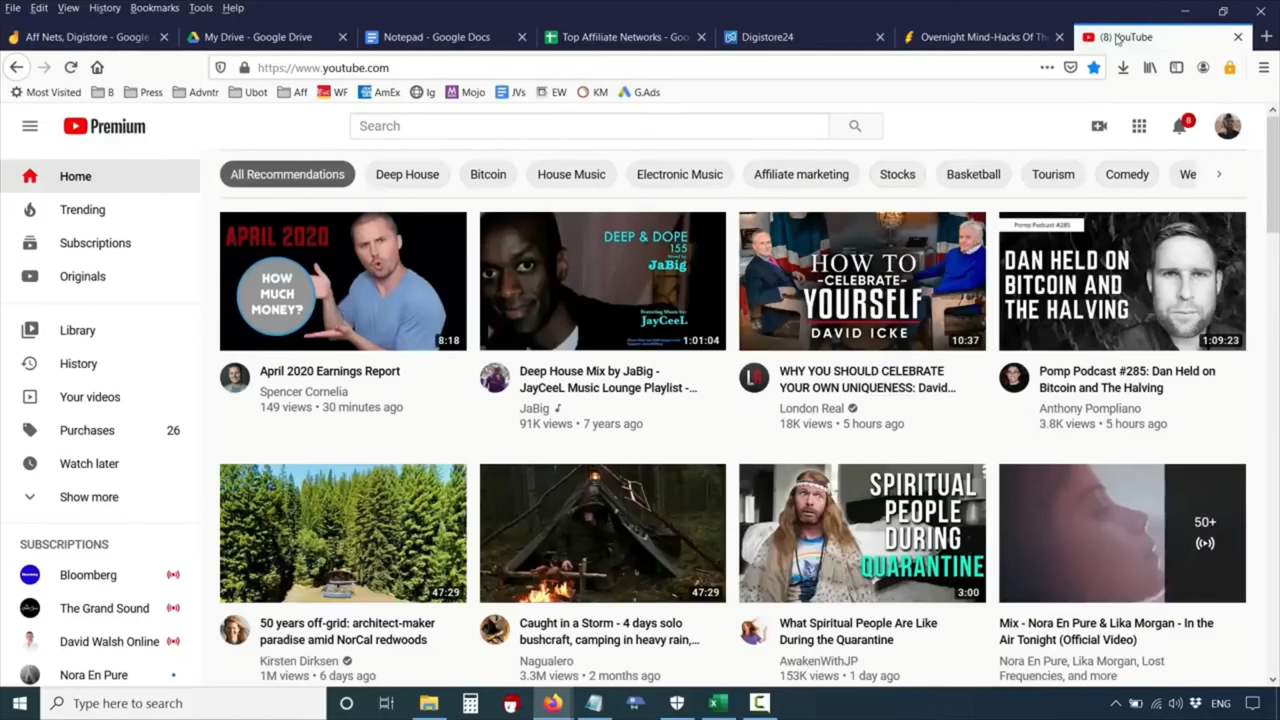 File Edit View History Bookmarks Tools Help
Aff Nets, Digistore - Google
My Drive - Google Drive
Notepad - Google Docs
Top Affiliate Networks - Goo
Digistore24
Overnight Mind-Hacks Of Th
(8) YouTube
https://www.youtube.com
Most Visited B Press Advntr Ubot Aff WF AmEx Ig Mojo JVs EW KM G.Ads
Premium
Search
8
Home
Trending
Subscriptions
Originals
Library
History
Your videos
Purchases 26
Watch later
Show more
SUBSCRIPTIONS
Bloomberg
The Grand Sound
David Walsh Online
Nora En Pure
All Recommendations Deep House Bitcoin House Music Electronic Music Affiliate marketing Stocks Basketball Tourism Comedy We
APRIL 2020
HOW
MUCH
MONEY?
8:18
April 2020 Earnings Report
Spencer Cornelia
149 views • 30 minutes ago
DEEP & DOPE
155
Mixed by
JaBig
Featuring Music by
JayCeeL
1:01:04
Deep House Mix by JaBig -
JayCeeL Music Lounge Playlist -...
JaBig
91K views • 7 years ago
HOW TO
-CELEBRATE-
YOURSELF
DAVID ICKE
10:37
WHY YOU SHOULD CELEBRATE
YOUR OWN UNIQUENESS: David...
London Real
18K views • 5 hours ago
Pomp Podcast #285
DAN HELD ON
BITCOIN AND
THE HALVING
1:09:23
Pomp Podcast #285: Dan Held on
Bitcoin and The Halving
Anthony Pompliano
3.8K views • 5 hours ago
47:29
50 years off-grid: architect-maker
paradise amid NorCal redwoods
Kirsten Dirksen
1M views • 6 days ago
47:29
Caught in a Storm - 4 days solo
bushcraft, camping in heavy rain,...
Nagualero
3.3M views • 2 months ago
SPIRITUAL
PEOPLE
DURING
QUARANTINE
3:00
What Spiritual People Are Like
During the Quarantine
AwakenWithJP
153K views • 1 day ago
50+
Mix - Nora En Pure & Lika Morgan - In the
Air Tonight (Official Video)
Nora En Pure, Lika Morgan, Lost
Frequencies, and more
Type here to search
ENG